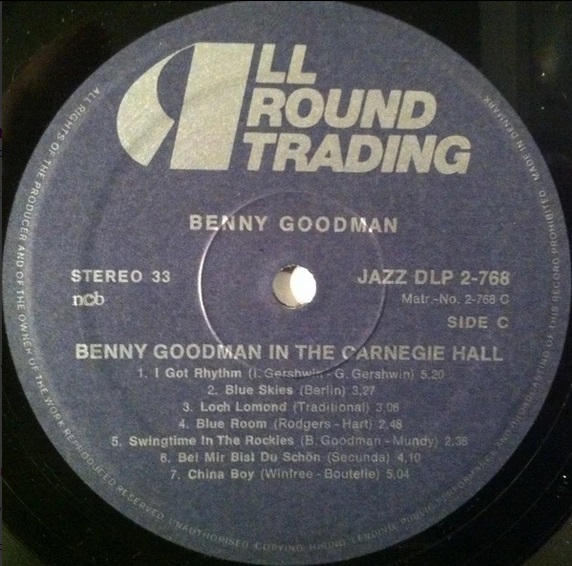 ALL
ROUND
TRADING
BENNY GOODMAN
STEREO 33
JAZZ DLP 2-768
ncb
Matr.-No. 2-768 C
SIDE C
BENNY GOODMAN IN THE CARNEGIE HALL
1. I Got Rhythm (I. Gershwin - G. Gershwin) 5,20
2. Blue Skies (Berlin) 3,27
3. Loch Lomond (Traditional) 3,06
4. Blue Room (Rodgers - Hart) 2,48
5. Swingtime In The Rockies (B. Goodman - Mundy) 2,38
6. Bei Mir Bist Du Schön (Secunda) 4,10
7. China Boy (Winfree - Boutelie) 5,04
ALL RIGHTS OF THE PRODUCER AND OF THE OWNER OF THE WORK REPRODUCED RESERVED. UNAUTHORISED COPYING HIRING LENDING PUBLIC PERFORMANCE AND BROADCASTING OF THIS RECORD PROHIBITED. MADE IN DENMARK